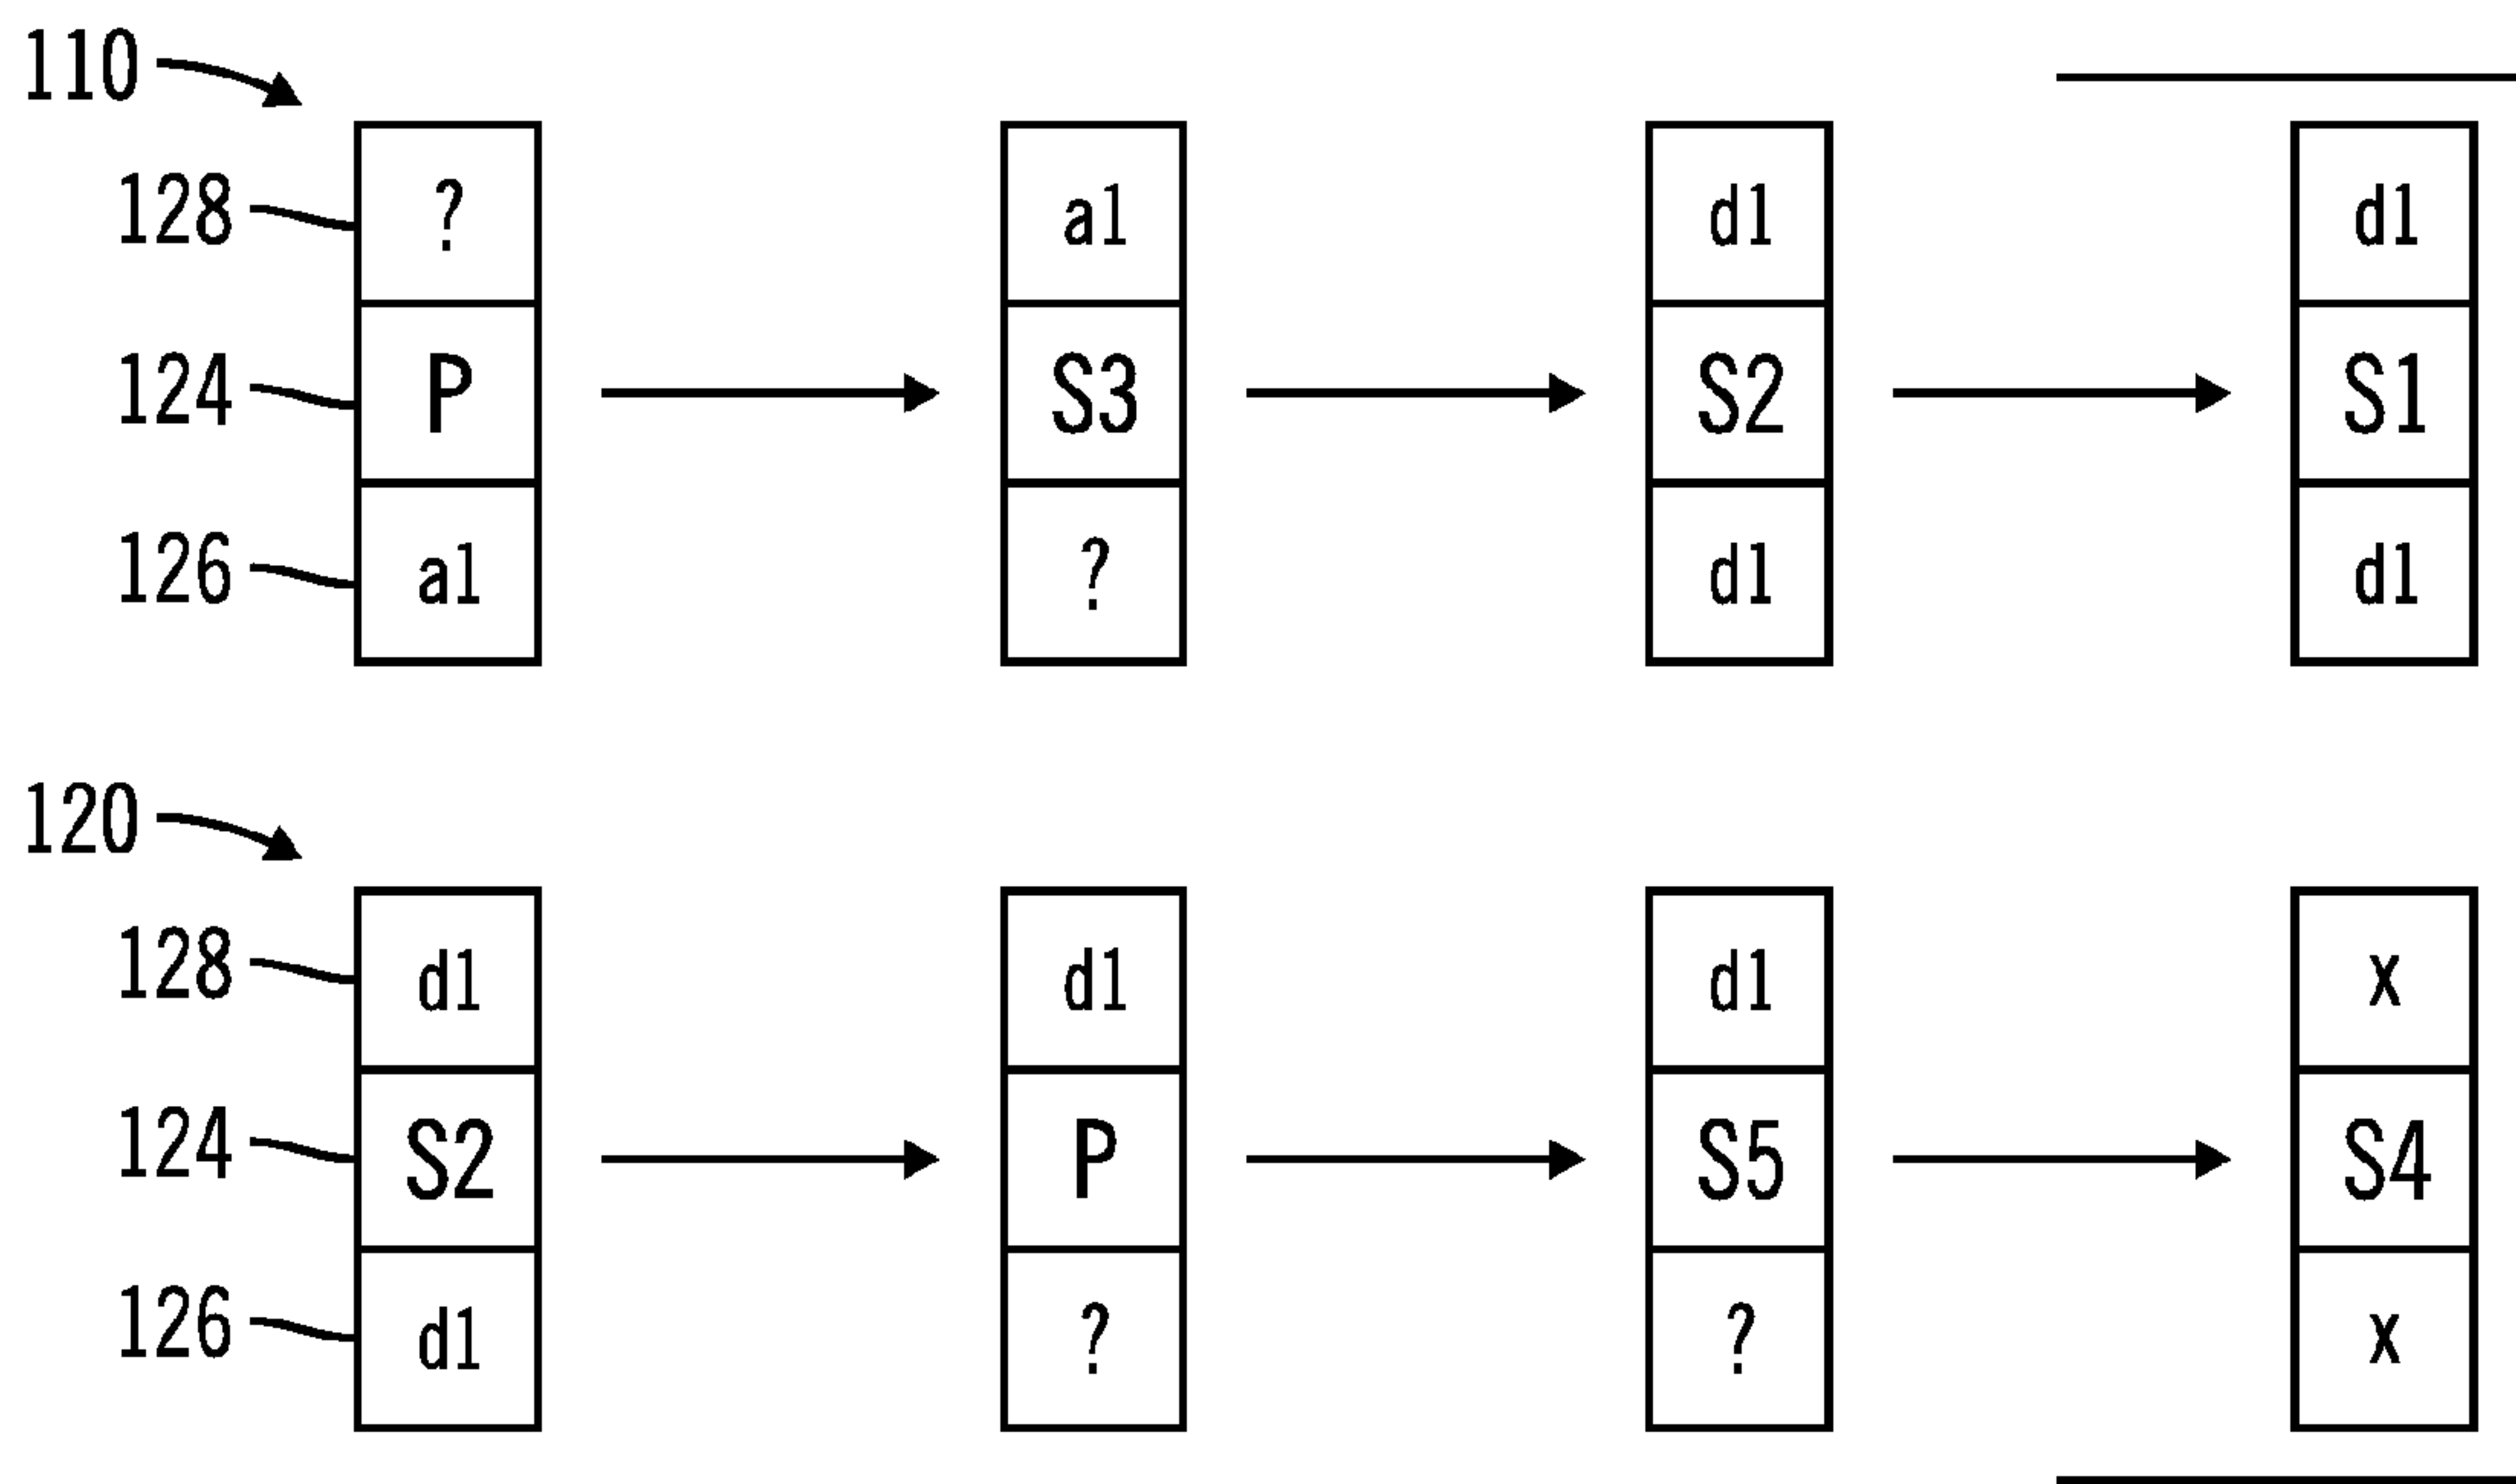 110
128 ? a1 d1 d1
124 P S3 S2 S1
126 a1 ? d1 d1
120
128 d1 d1 d1 x
124 S2 P S5 S4
126 d1 ? ? x